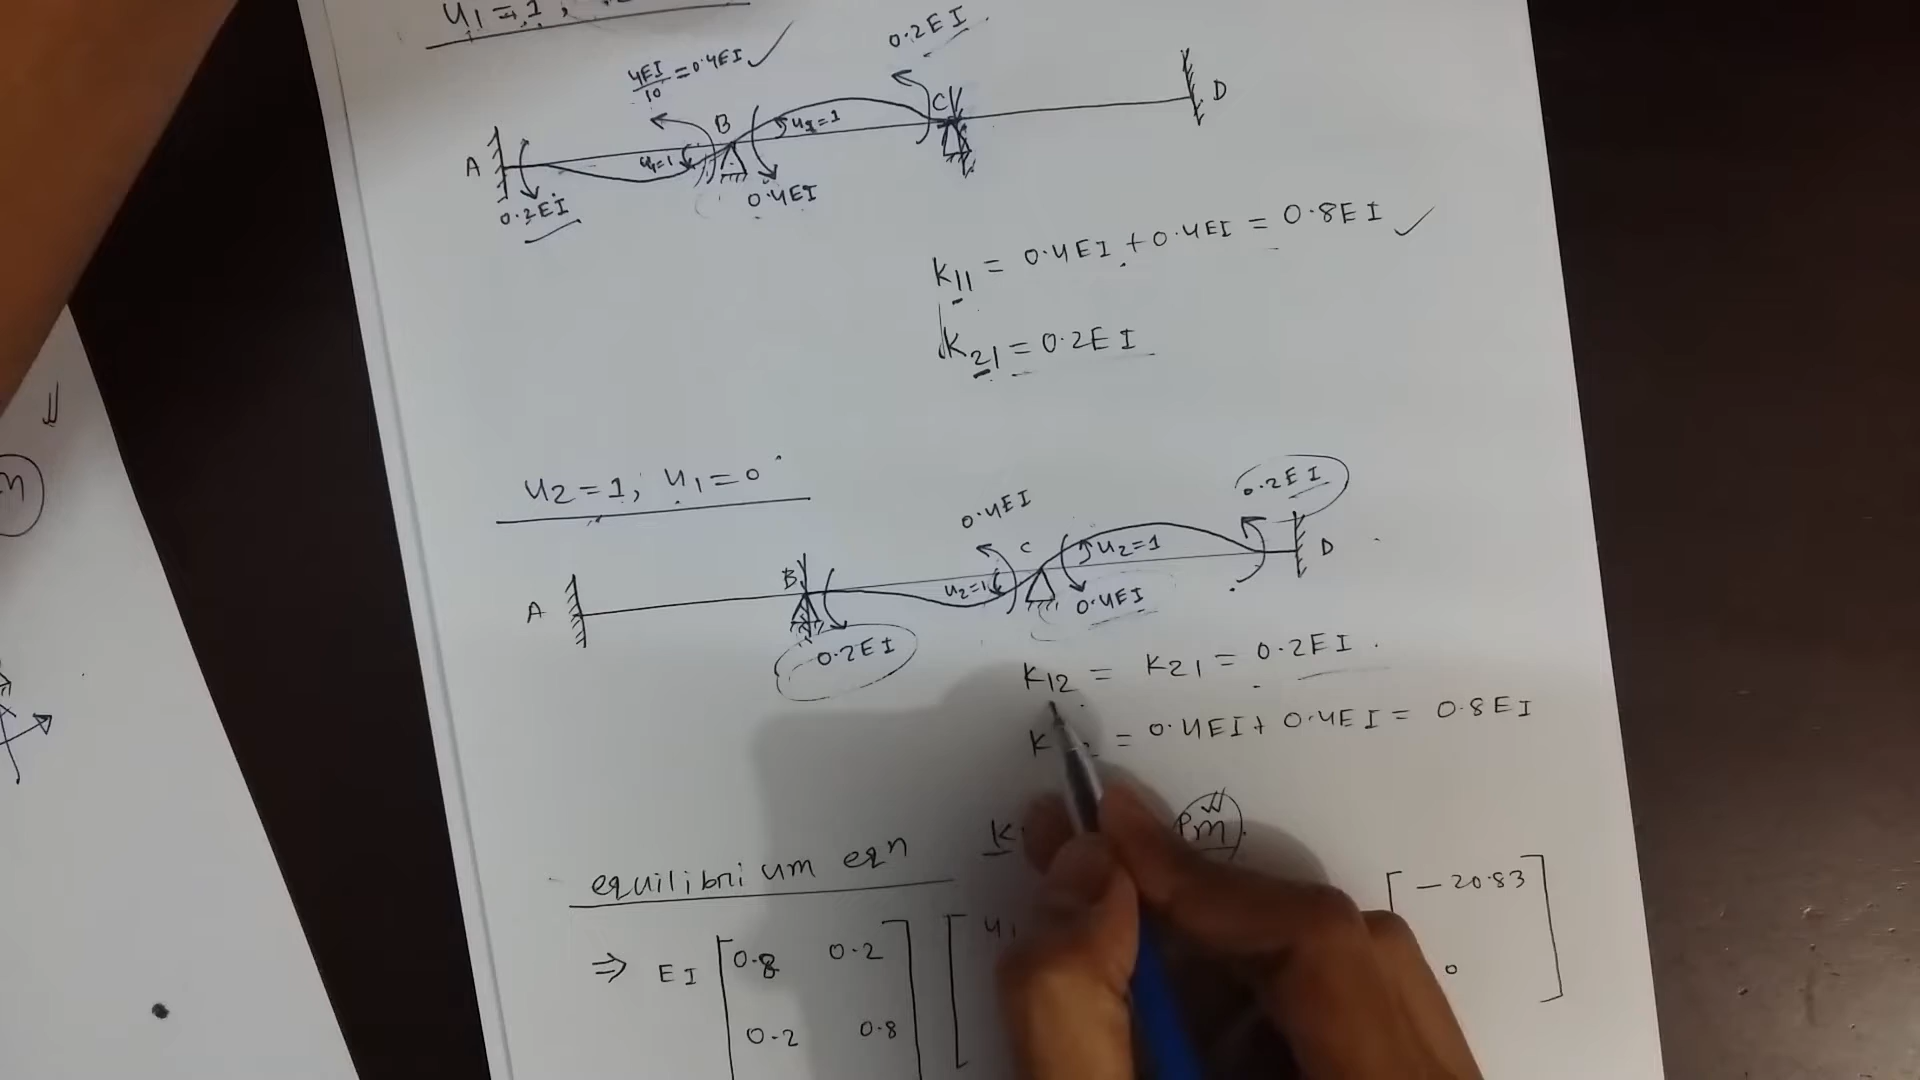 u1 = 1 ,
4EI/10 = 0.4EI ✓
0.2EI
A
B
C
D
u1=1
u1=1
0.2EI
0.4EI
k11 = 0.4EI + 0.4EI = 0.8EI ✓
k21 = 0.2EI
u2 = 1; u1 = 0
0.4EI
0.2EI
A
B
C
D
u2=1
u2=1
0.2EI
0.4EI
k12 = k21 = 0.2EI
= 0.4EI + 0.4EI = 0.8EI
equilibrium eqn
Pm
⇒ EI [0.8 0.2
0.2 0.8]
[u1
[-20.83
0]
m